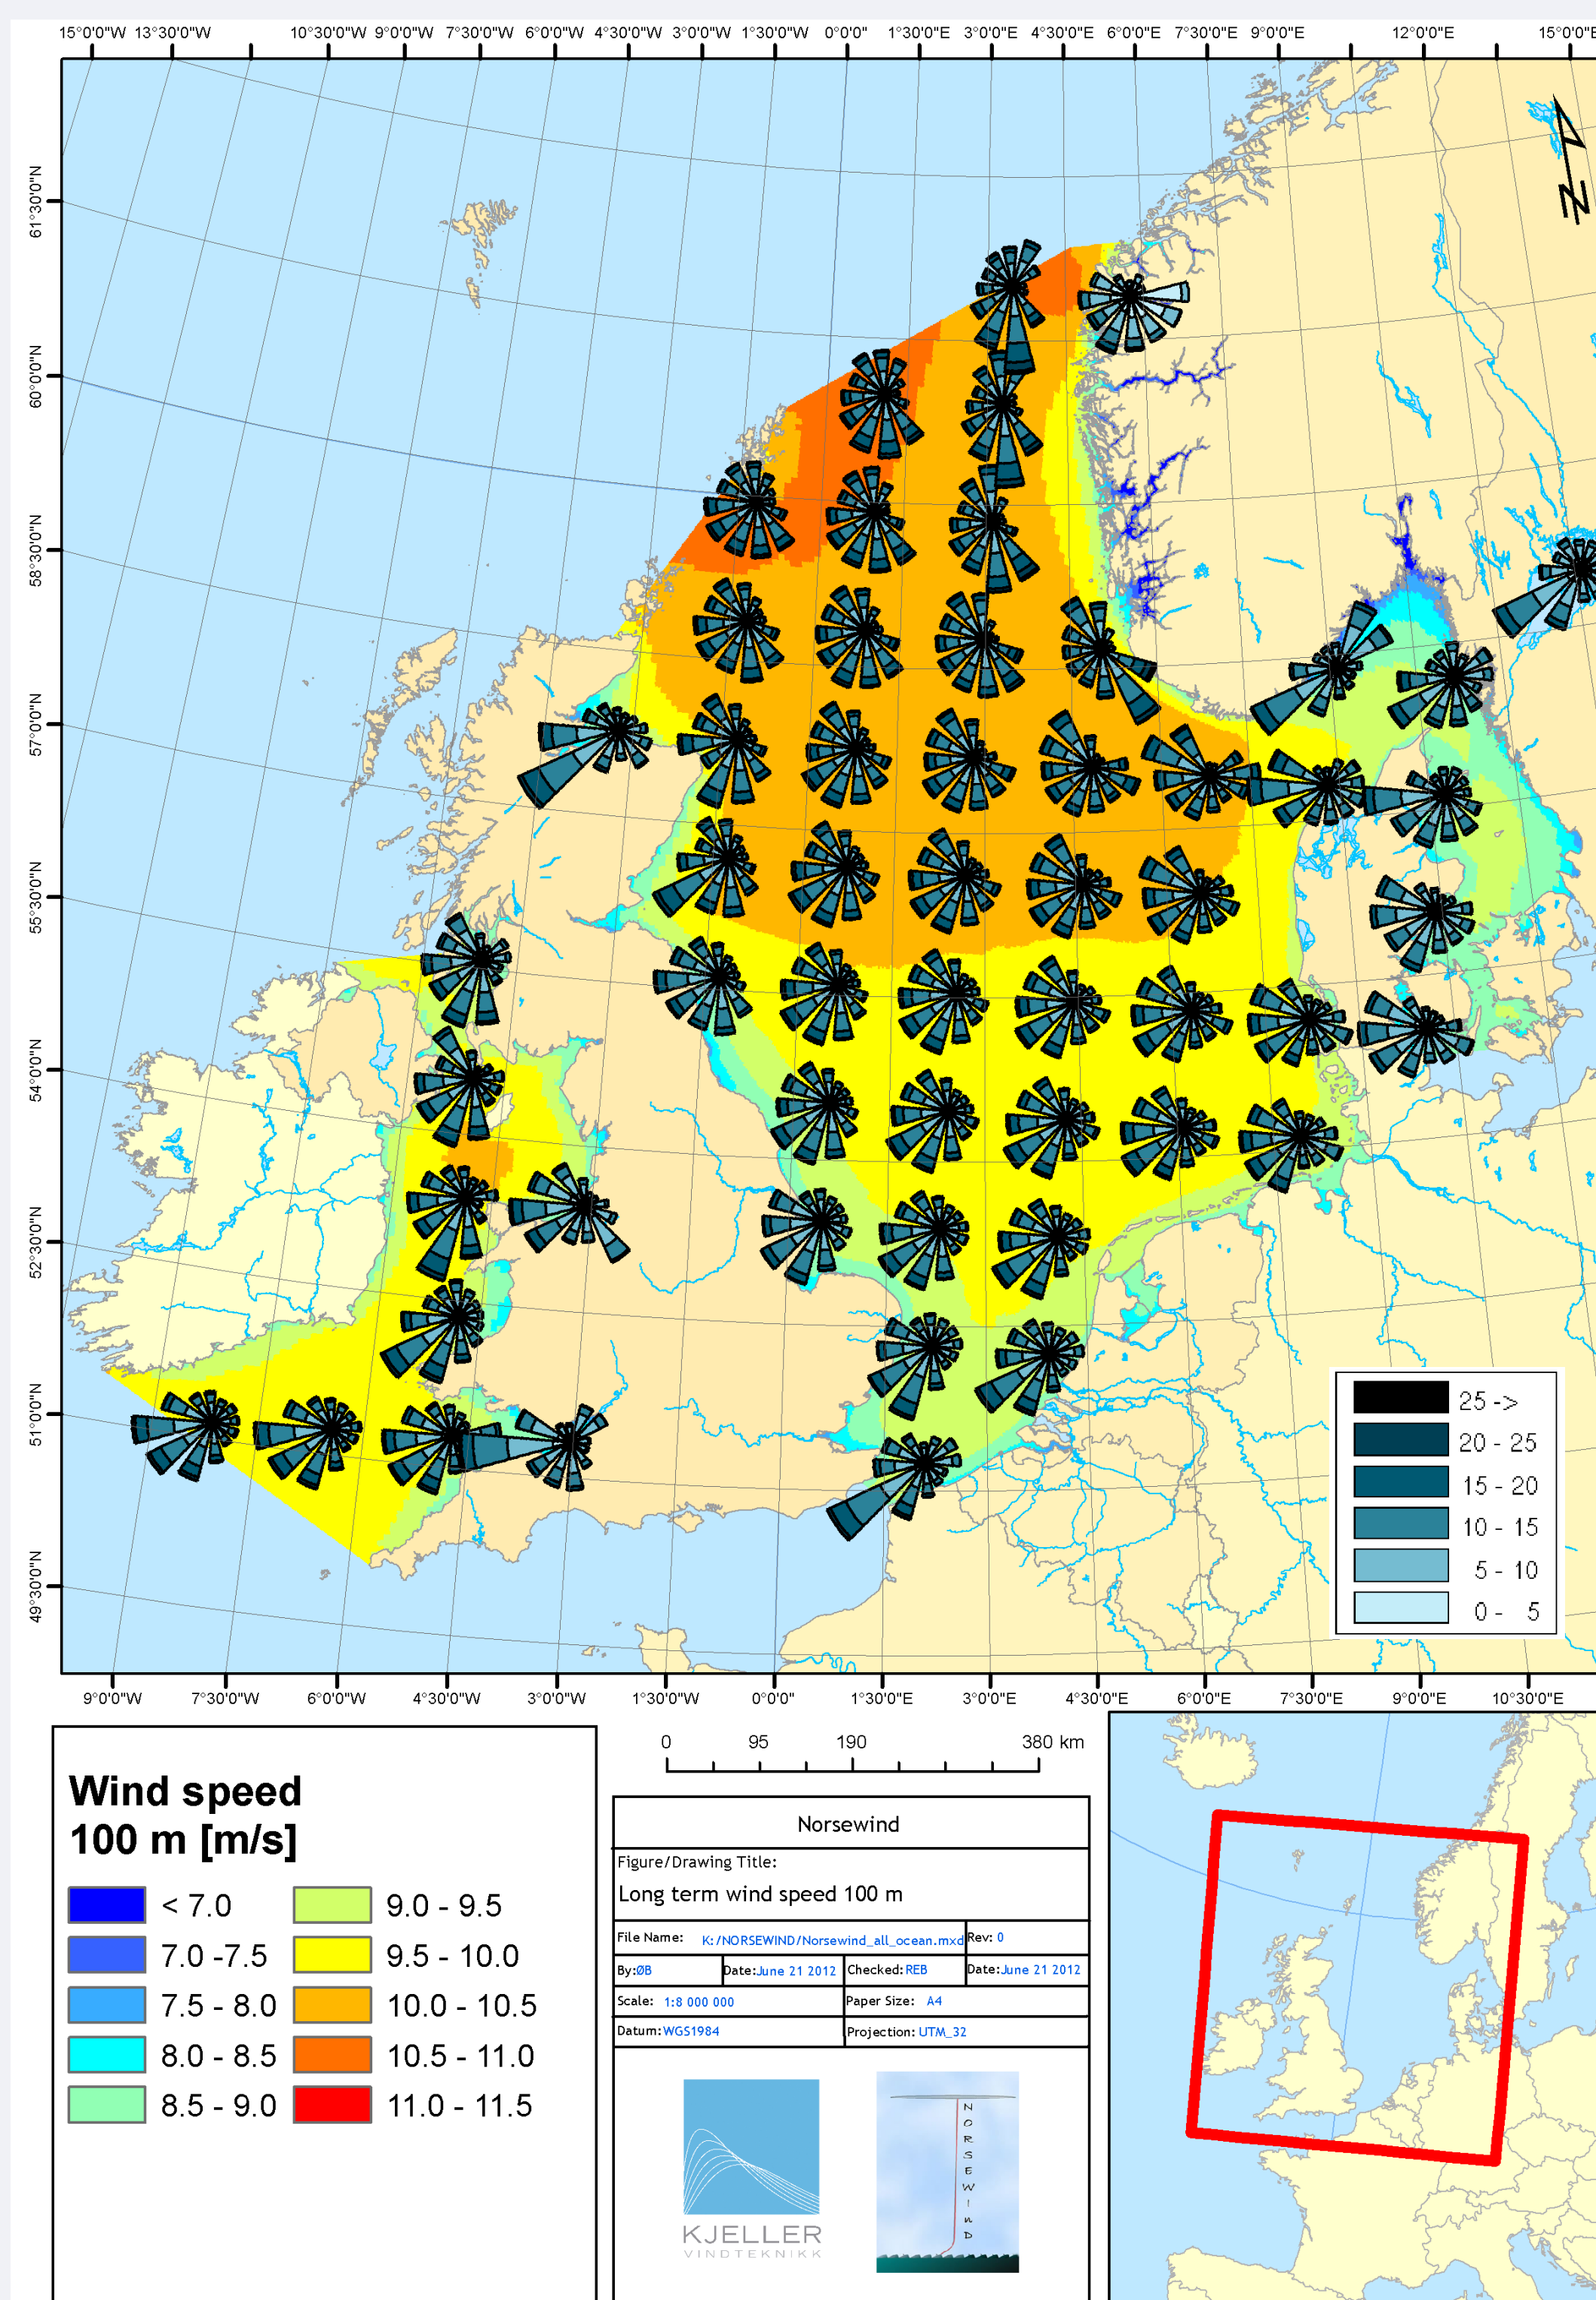 15°0'0"W 13°30'0"W 10°30'0"W 9°0'0"W 7°30'0"W 6°0'0"W 4°30'0"W 3°0'0"W 1°30'0"W 0°0'0" 1°30'0"E 3°0'0"E 4°30'0"E 6°0'0"E 7°30'0"E 9°0'0"E 12°0'0"E 15°0'0"E
61°30'0"N
60°0'0"N
58°30'0"N
57°0'0"N
55°30'0"N
54°0'0"N
52°30'0"N
51°0'0"N
49°30'0"N
N
25 ->
20 - 25
15 - 20
10 - 15
5 - 10
0 - 5
9°0'0"W 7°30'0"W 6°0'0"W 4°30'0"W 3°0'0"W 1°30'0"W 0°0'0" 1°30'0"E 3°0'0"E 4°30'0"E 6°0'0"E 7°30'0"E 9°0'0"E 10°30'0"E
Wind speed
100 m [m/s]
< 7.0
7.0 -7.5
7.5 - 8.0
8.0 - 8.5
8.5 - 9.0
9.0 - 9.5
9.5 - 10.0
10.0 - 10.5
10.5 - 11.0
11.0 - 11.5
0 95 190 380 km
Norsewind
Figure/Drawing Title:
Long term wind speed 100 m
File Name: K:/NORSEWIND/Norsewind_all_ocean.mxd Rev: 0
By:ØB Date:June 21 2012 Checked:REB Date:June 21 2012
Scale: 1:8 000 000 Paper Size: A4
Datum:WGS1984 Projection: UTM_32
KJELLER
VINDTEKNIKK
NORSEWIND